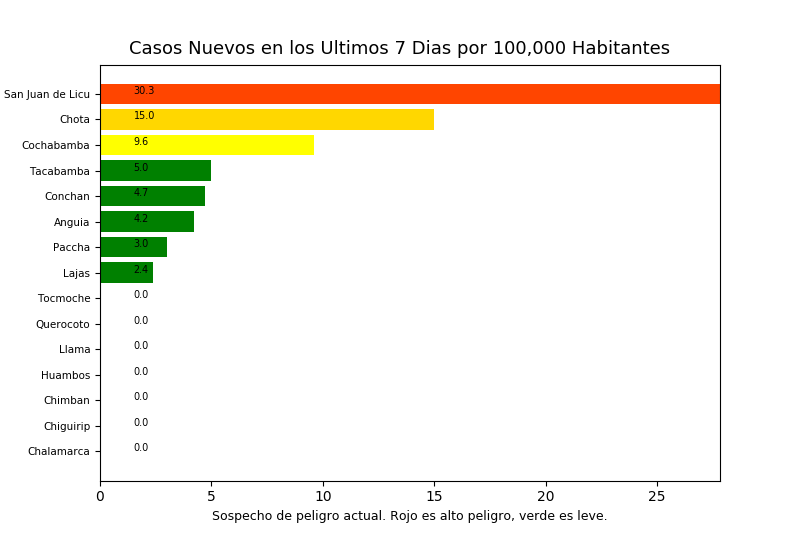 Casos Nuevos en los Ultimos 7 Dias por 100,000 Habitantes
San Juan de Licu 30.3
Chota 15.0
Cochabamba 9.6
Tacabamba 5.0
Conchan 4.7
Anguia 4.2
Paccha 3.0
Lajas 2.4
Tocmoche 0.0
Querocoto 0.0
Llama 0.0
Huambos 0.0
Chimban 0.0
Chiguirip 0.0
Chalamarca 0.0
0 5 10 15 20 25
Sospecho de peligro actual. Rojo es alto peligro, verde es leve.